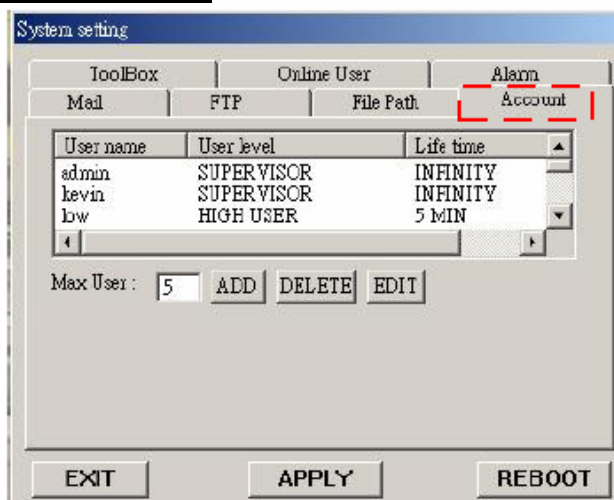 System setting
ToolBox Online User Alarm
Mail FTP File Path Account
User name User level Life time
admin SUPERVISOR INFINITY
kevin SUPERVISOR INFINITY
low HIGH USER 5 MIN
Max User : 5 ADD DELETE EDIT
EXIT APPLY REBOOT